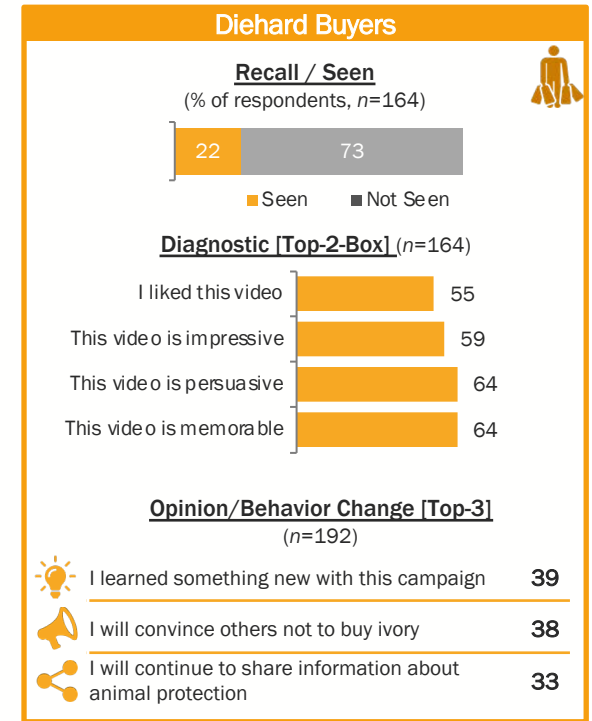 Diehard Buyers
Recall / Seen
(% of respondents, n=164)
22 73
Seen Not Seen
Diagnostic [Top-2-Box] (n=164)
I liked this video 55
This video is impressive 59
This video is persuasive 64
This video is memorable 64
Opinion/Behavior Change [Top-3]
(n=192)
I learned something new with this campaign 39
I will convince others not to buy ivory 38
I will continue to share information about
animal protection 33